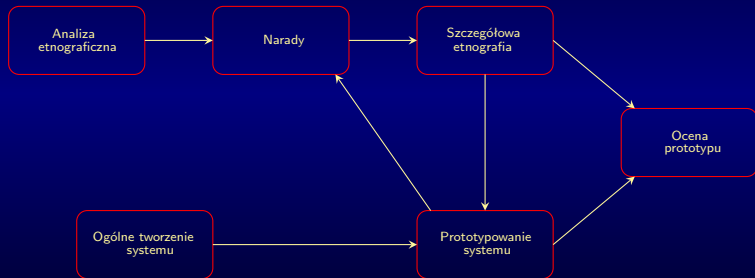 Analiza
etnograficzna
Narady
Szczegółowa
etnografia
Ocena
prototypu
Ogólne tworzenie
systemu
Prototypowanie
systemu